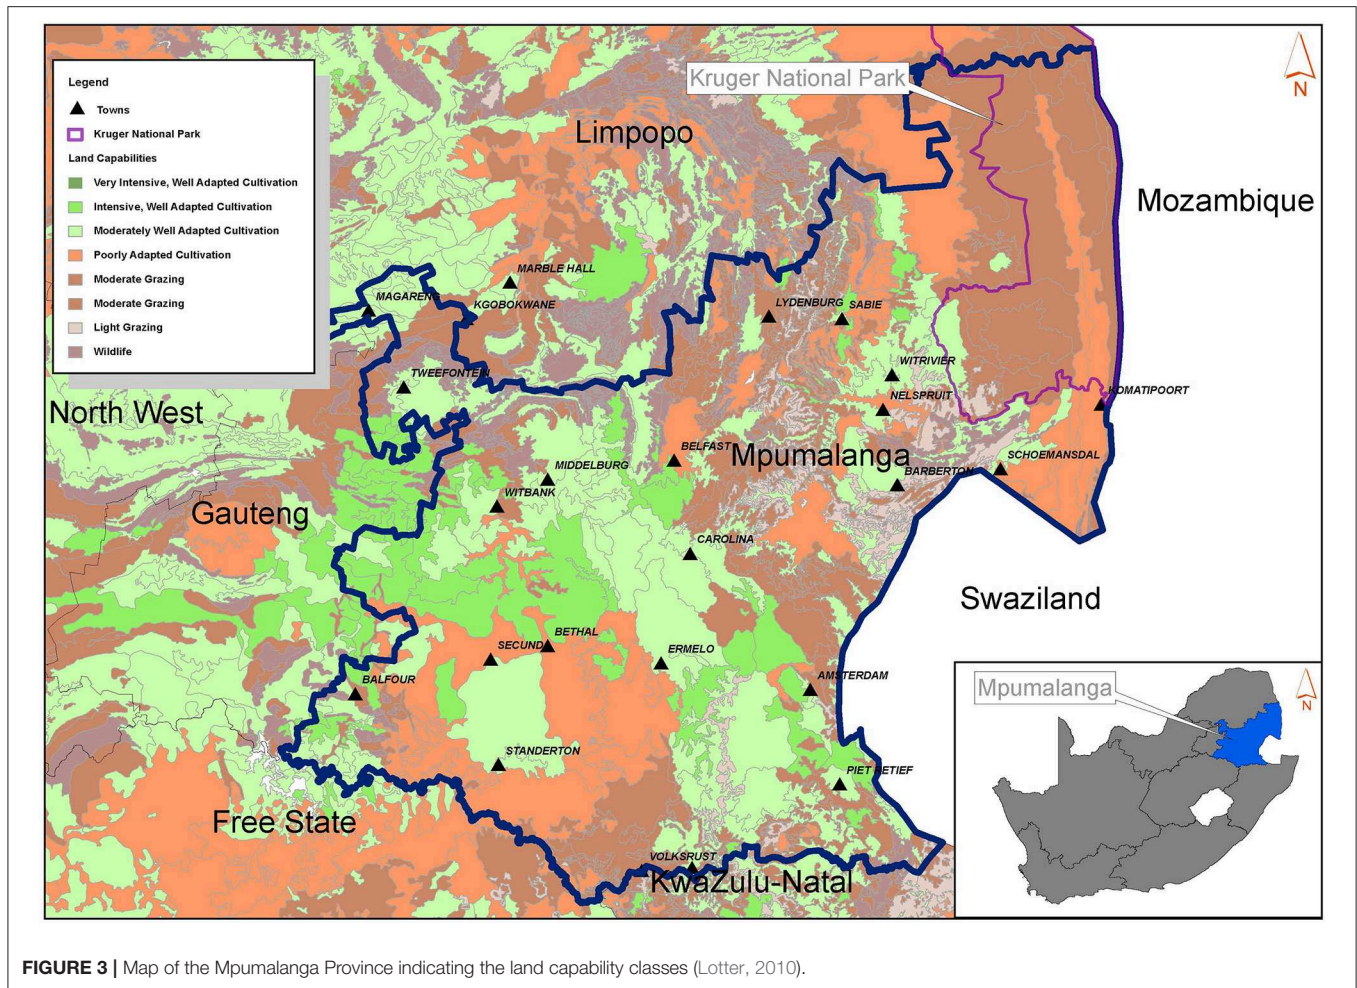 Legend
Towns
Kruger National Park
Land Capabilities
Very Intensive, Well Adapted Cultivation
Intensive, Well Adapted Cultivation
Moderately Well Adapted Cultivation
Poorly Adapted Cultivation
Moderate Grazing
Moderate Grazing
Light Grazing
Wildlife
Kruger National Park
N
Limpopo
Mozambique
MARBLE HALL
MAGARENG
KGOBOKWANE
LYDENBURG
SABIE
TWEEFONTEIN
WITRIVIER
NELSPRUIT
KOMATIPOORT
North West
BELFAST
Mpumalanga
SCHOEMANSDAL
MIDDELBURG
BARBERTON
WITBANK
Gauteng
CAROLINA
Swaziland
BETHAL
SECUNDA
ERMELO
BALFOUR
AMSTERDAM
Mpumalanga
N
STANDERTON
PIET RETIEF
Free State
VOLKSRUST
KwaZulu-Natal
FIGURE 3 | Map of the Mpumalanga Province indicating the land capability classes (Lotter, 2010).